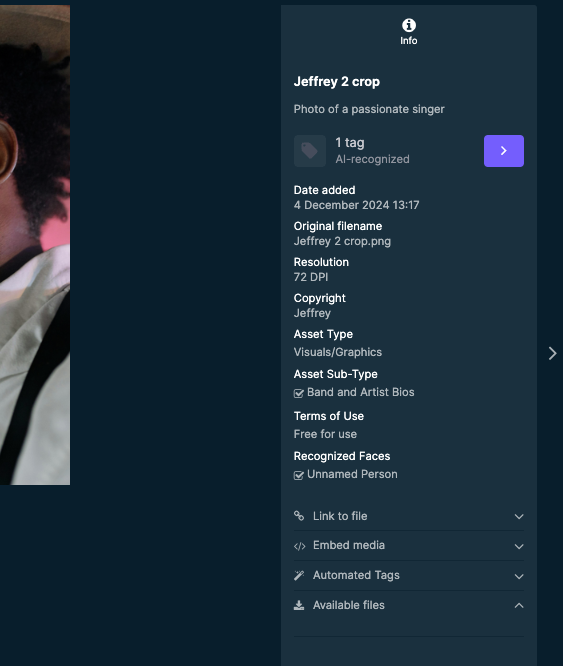 Info
Jeffrey 2 crop
Photo of a passionate singer
1 tag
AI-recognized
Date added
4 December 2024 13:17
Original filename
Jeffrey 2 crop.png
Resolution
72 DPI
Copyright
Jeffrey
Asset Type
Visuals/Graphics
Asset Sub-Type
Band and Artist Bios
Terms of Use
Free for use
Recognized Faces
Unnamed Person
Link to file
Embed media
Automated Tags
Available files